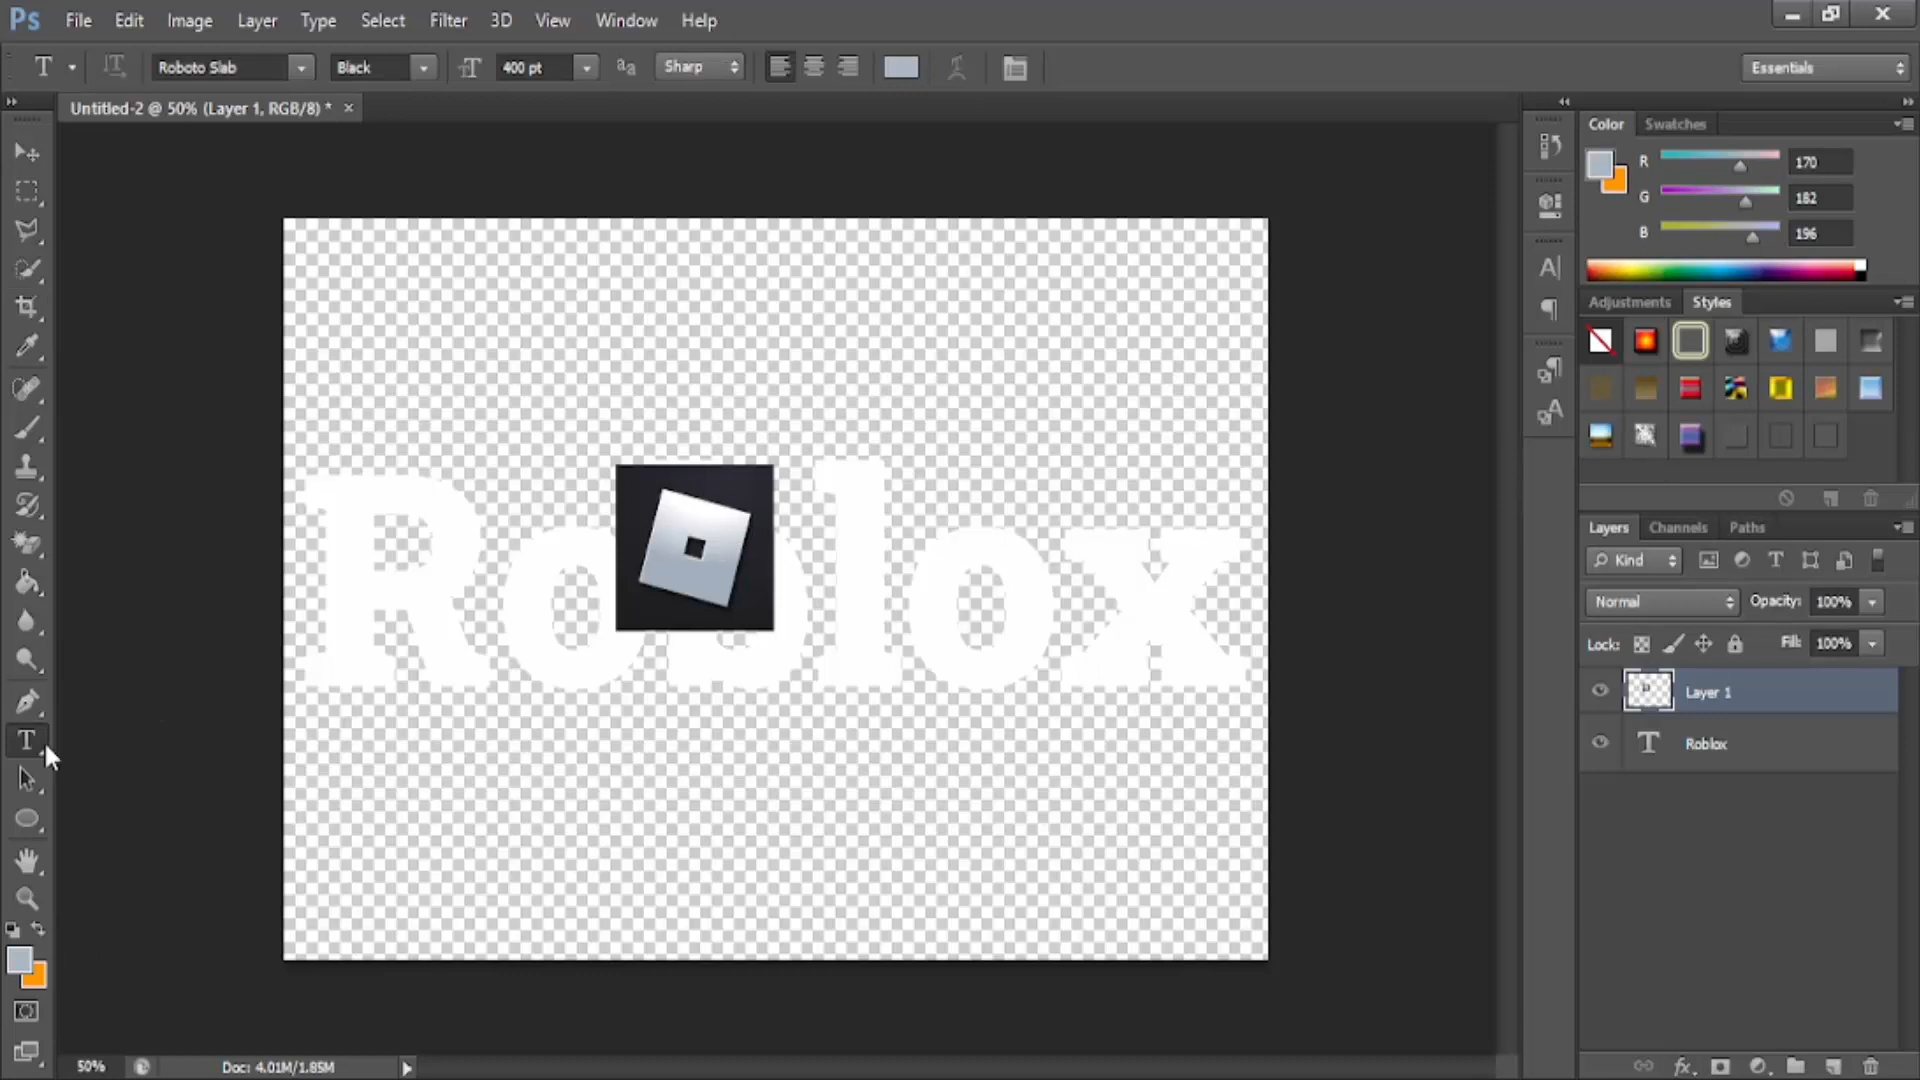 Ps File Edit Image Layer Type Select Filter 3D View Window Help
T Roboto Slab Black 400 pt aa Sharp Essentials
Untitled-2 @ 50% (Layer 1, RGB/8) * ×
Color Swatches
R 170
G 182
B 196
Adjustments Styles
Roblox
Layers Channels Paths
Kind
Normal Opacity: 100%
Lock: Fill: 100%
Layer 1
T Roblox
50% Doc: 4.01M/1.85M